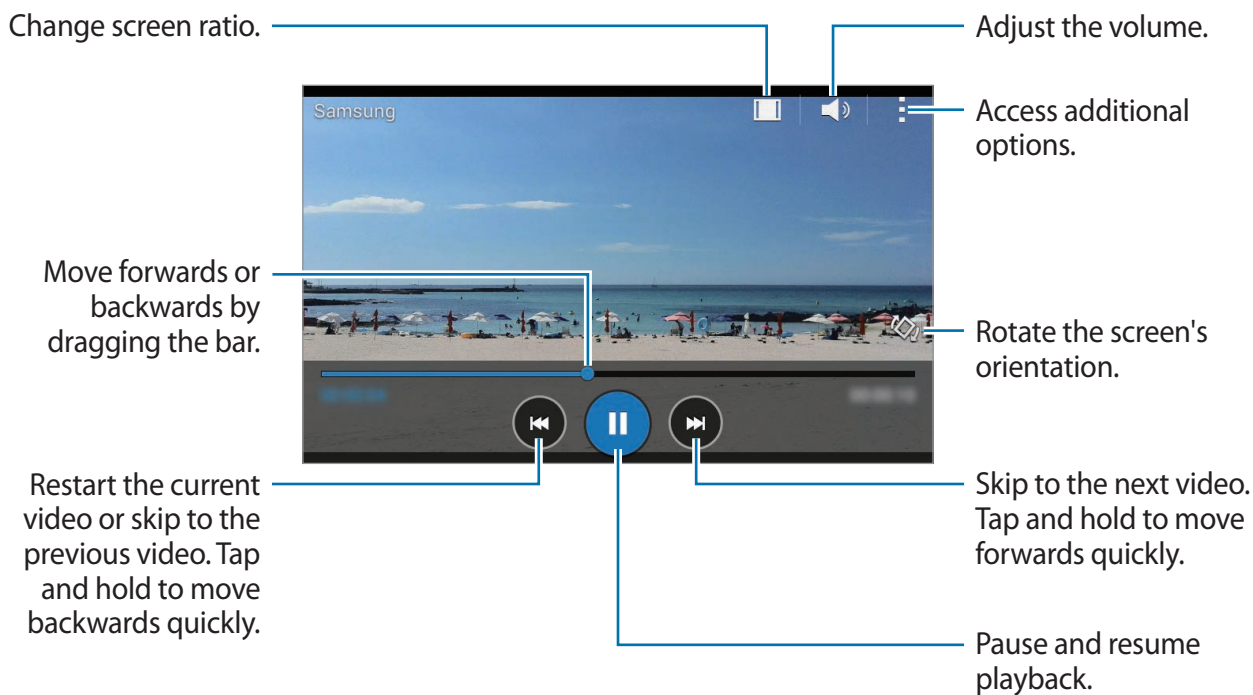 Change screen ratio.
Adjust the volume.
Samsung
Access additional
options.
Move forwards or
backwards by
dragging the bar.
Rotate the screen's
orientation.
Restart the current
video or skip to the
previous video. Tap
and hold to move
backwards quickly.
Skip to the next video.
Tap and hold to move
forwards quickly.
Pause and resume
playback.